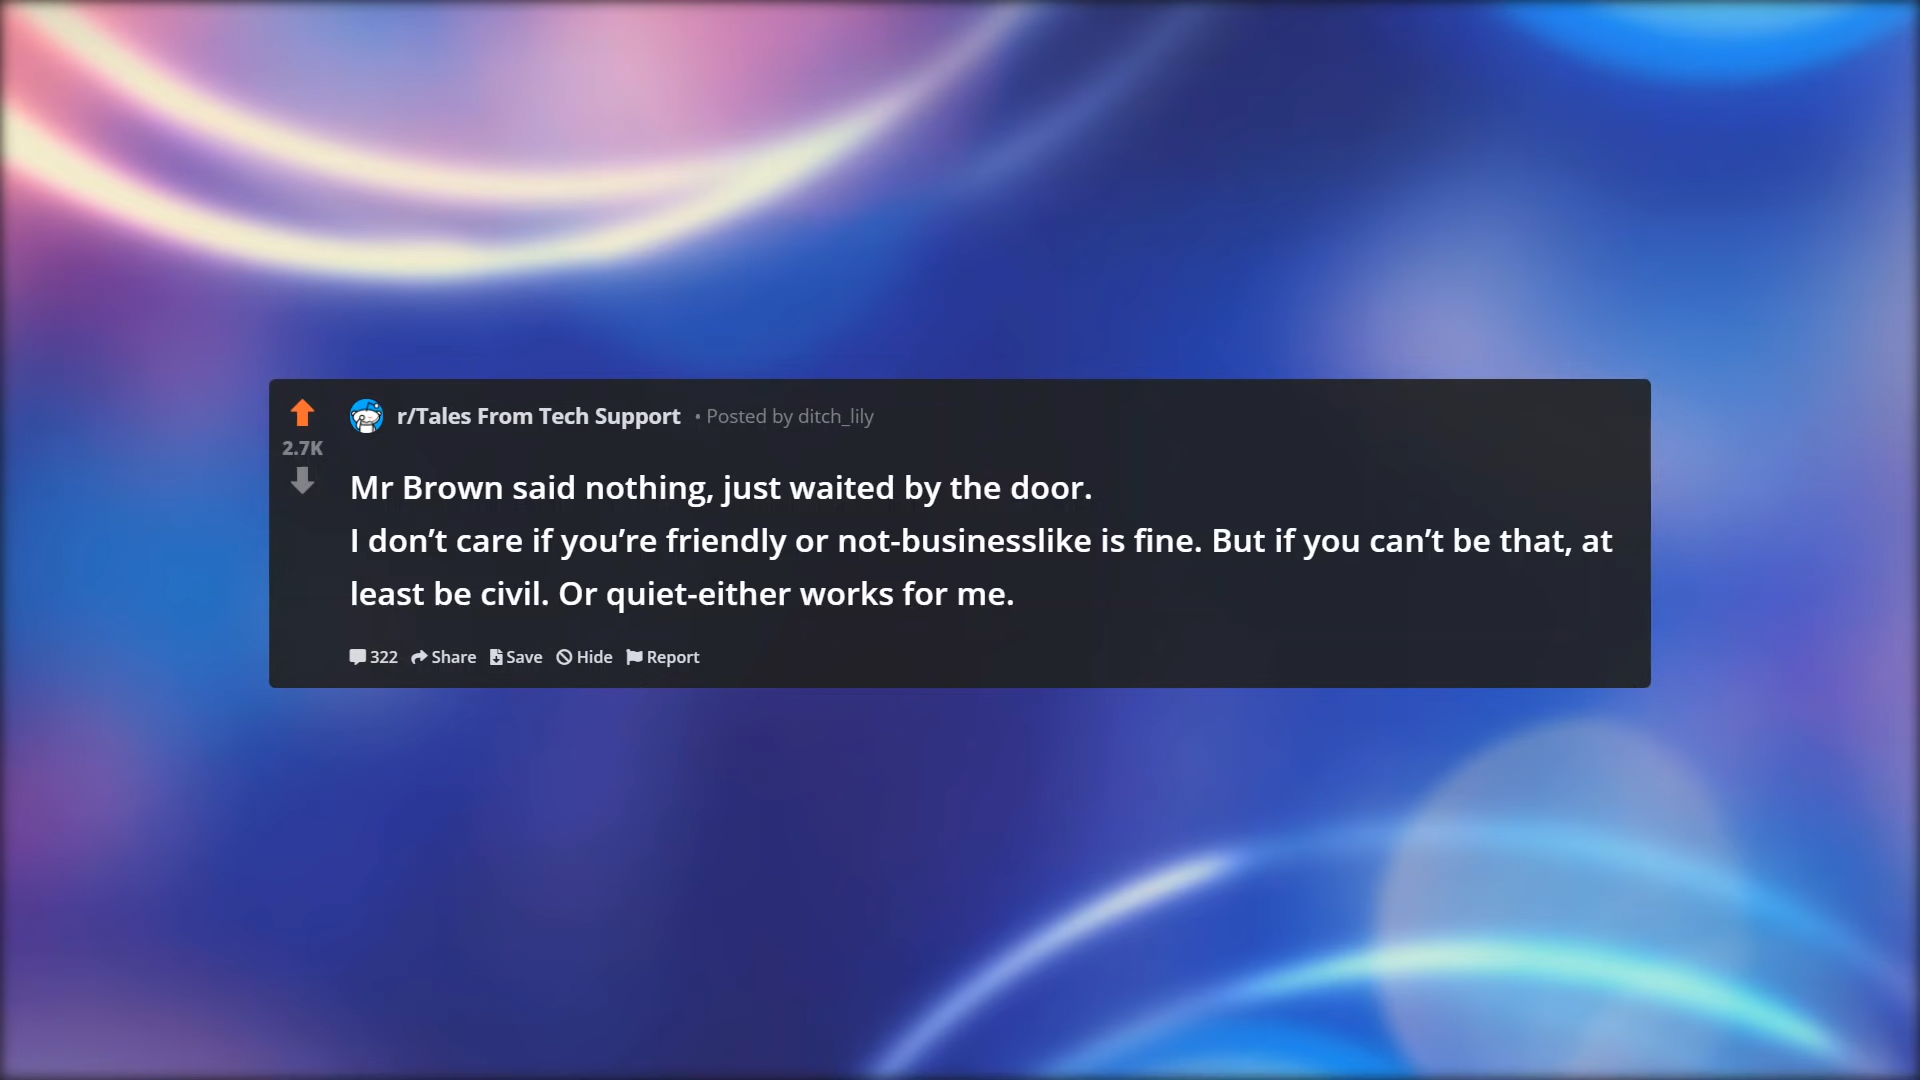 r/Tales From Tech Support • Posted by ditch_lily
2.7K
Mr Brown said nothing, just waited by the door.
I don’t care if you’re friendly or not-businesslike is fine. But if you can’t be that, at
least be civil. Or quiet-either works for me.
322 Share Save Hide Report